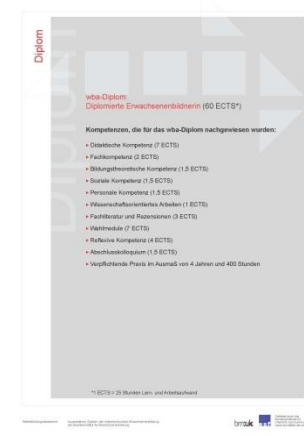 Diplom
Diplom
wba-Diplom:
Diplomierte Erwachsenenbildnerin (60 ECTS*)
Kompetenzen, die für das wba-Diplom nachgewiesen wurden:
▸ Didaktische Kompetenz (7 ECTS)
▸ Fachkompetenz (2 ECTS)
▸ Bildungstheoretische Kompetenz (1,5 ECTS)
▸ Soziale Kompetenz (1,5 ECTS)
▸ Personale Kompetenz (1,5 ECTS)
▸ Wissenschaftsorientiertes Arbeiten (1 ECTS)
▸ Fachliteratur und Rezensionen (3 ECTS)
▸ Wahlmodule (7 ECTS)
▸ Reflexive Kompetenz (4 ECTS)
▸ Abschlusskolloquium (1,5 ECTS)
▸ Verpflichtende Praxis im Ausmaß von 4 Jahren und 400 Stunden
*1 ECTS = 25 Stunden Lern- und Arbeitsaufwand
bm:uk